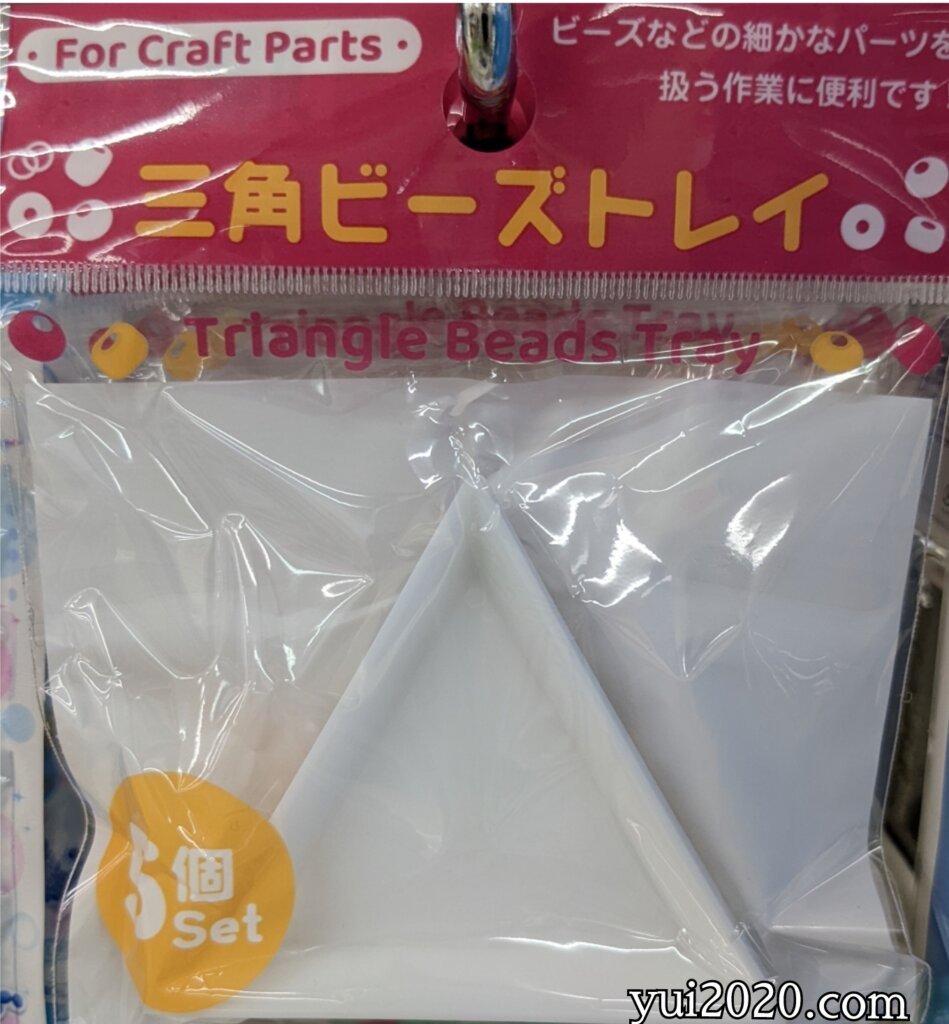 For Craft Parts
ビーズなどの細かなパーツを
扱う作業に便利です
三角ビーズトレイ
Triangle Beads Tray
5個
Set
yui2020.com